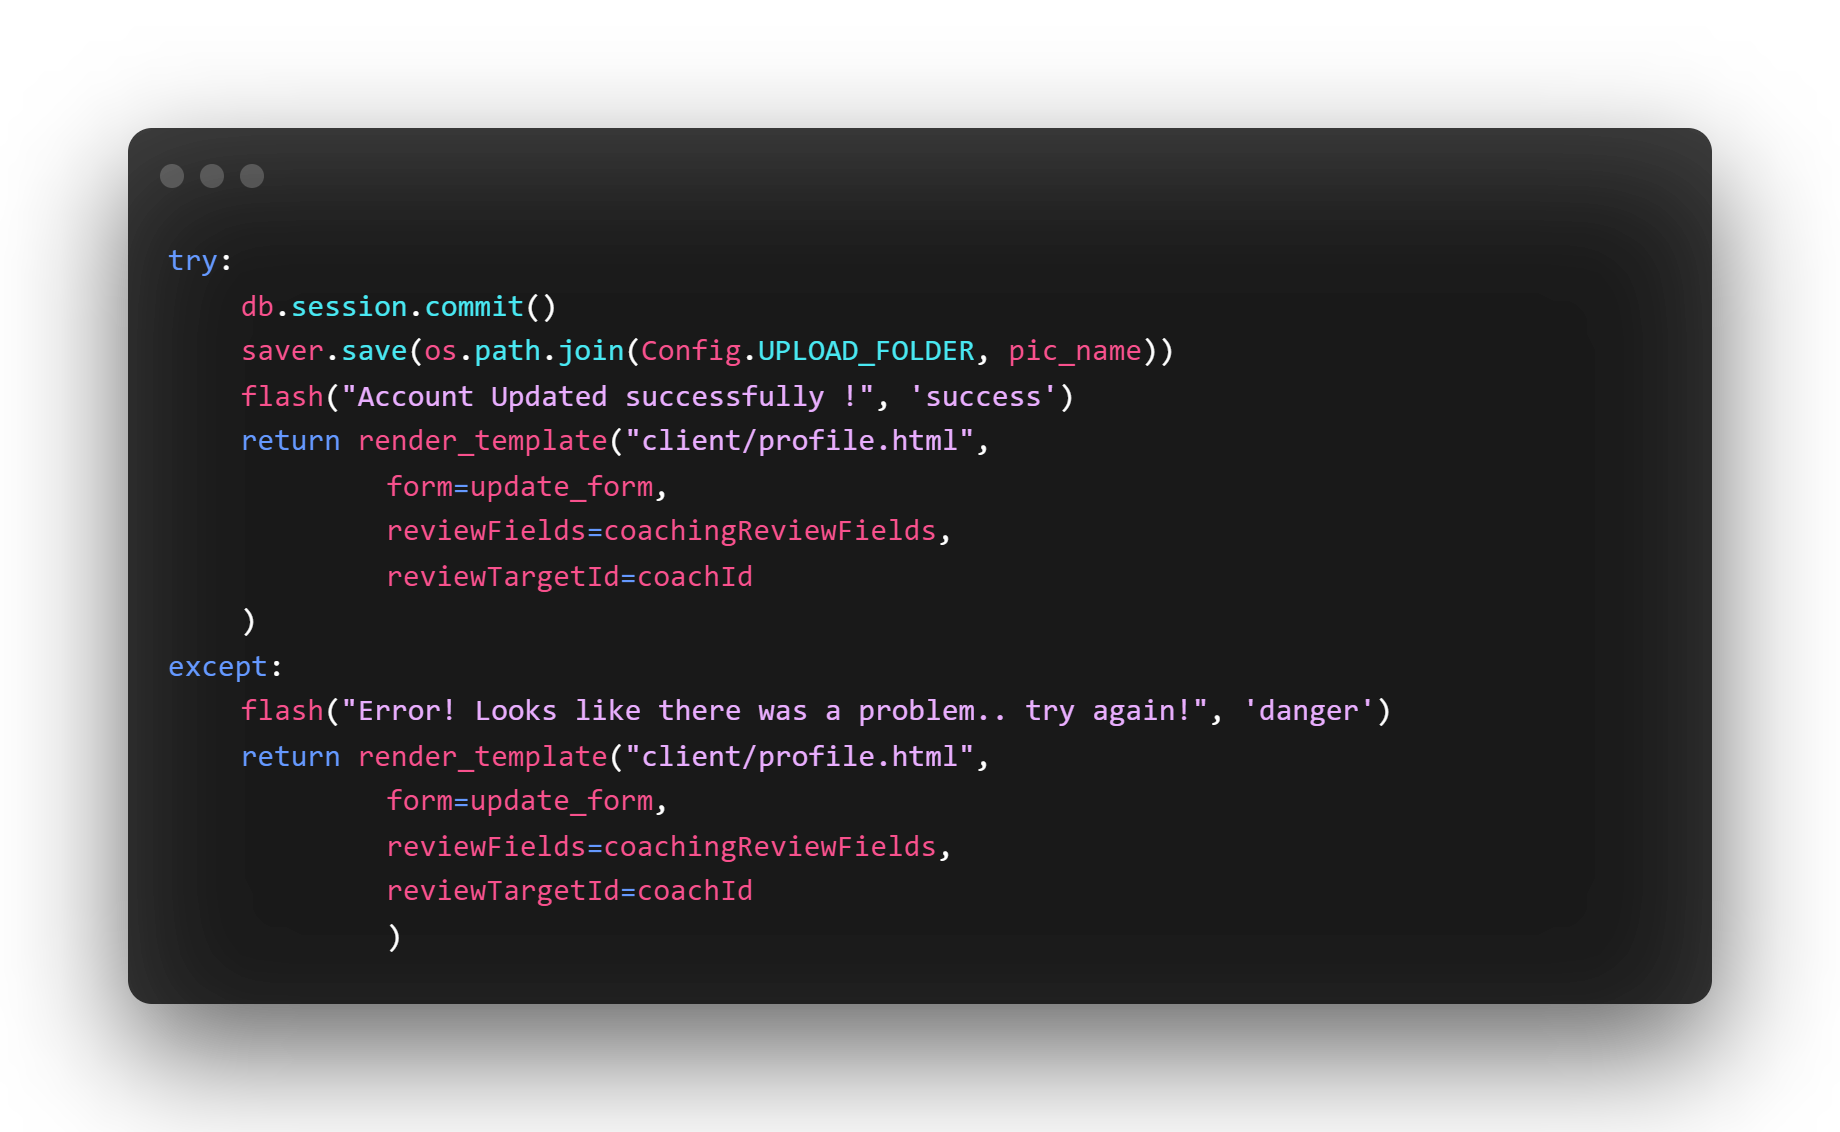 try:
    db.session.commit()
    saver.save(os.path.join(Config.UPLOAD_FOLDER, pic_name))
    flash("Account Updated successfully !", 'success')
    return render_template("client/profile.html",
            form=update_form,
            reviewFields=coachingReviewFields,
            reviewTargetId=coachId
    )
except:
    flash("Error! Looks like there was a problem.. try again!", 'danger')
    return render_template("client/profile.html",
            form=update_form,
            reviewFields=coachingReviewFields,
            reviewTargetId=coachId
            )